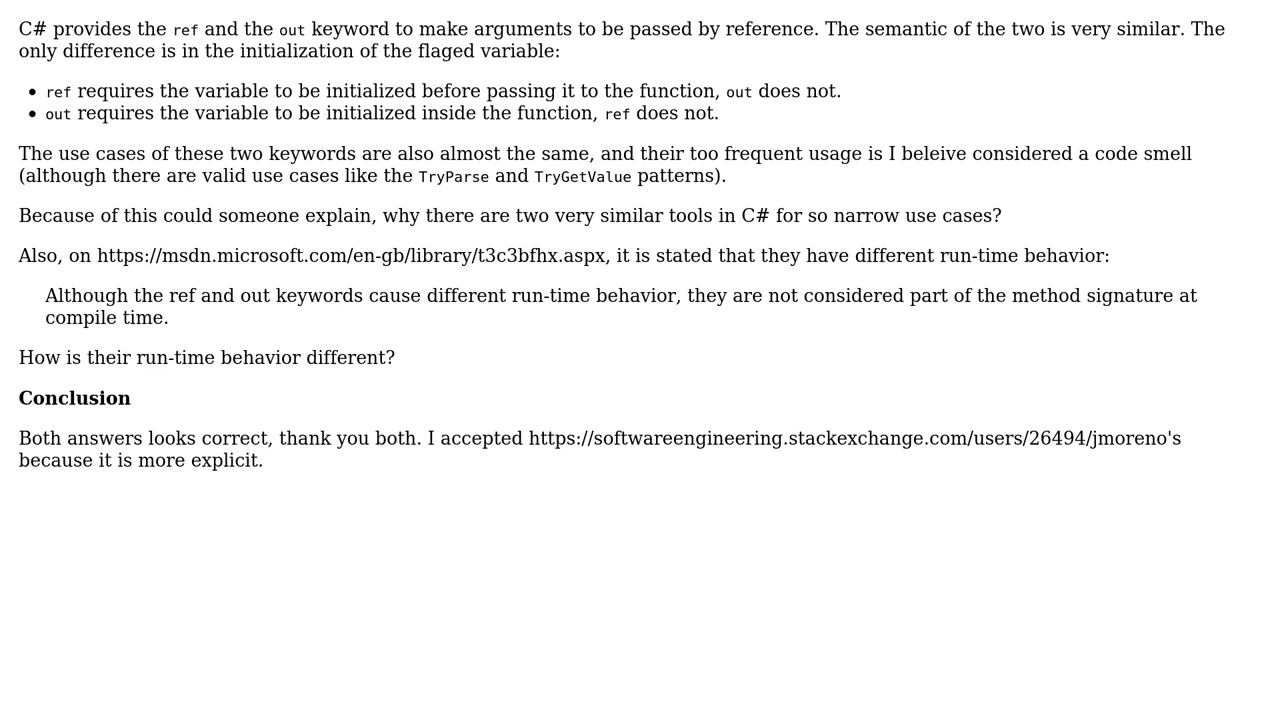 C# provides the ref and the out keyword to make arguments to be passed by reference. The semantic of the two is very similar. The
only difference is in the initialization of the flaged variable:
• ref requires the variable to be initialized before passing it to the function, out does not.
• out requires the variable to be initialized inside the function, ref does not.
The use cases of these two keywords are also almost the same, and their too frequent usage is I beleive considered a code smell
(although there are valid use cases like the TryParse and TryGetValue patterns).
Because of this could someone explain, why there are two very similar tools in C# for so narrow use cases?
Also, on https://msdn.microsoft.com/en-gb/library/t3c3bfhx.aspx, it is stated that they have different run-time behavior:
Although the ref and out keywords cause different run-time behavior, they are not considered part of the method signature at
compile time.
How is their run-time behavior different?
Conclusion
Both answers looks correct, thank you both. I accepted https://softwareengineering.stackexchange.com/users/26494/jmoreno's
because it is more explicit.